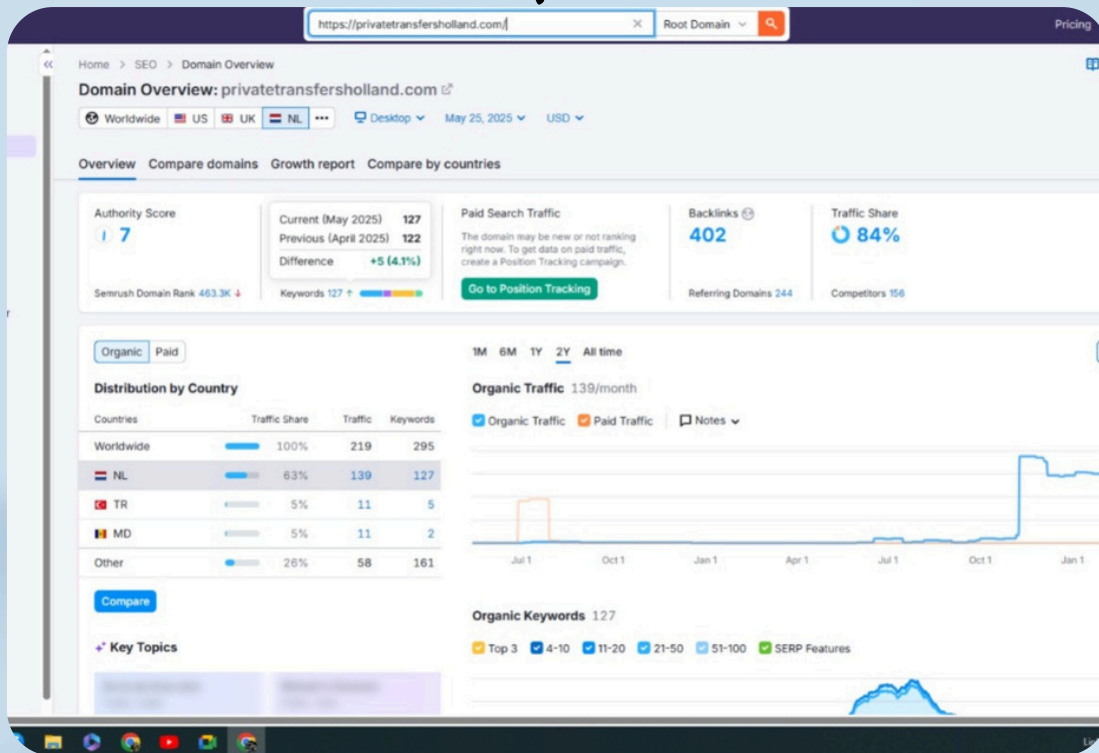 https://privatetransfersholland.com/
Root Domain
Pricing
Home > SEO > Domain Overview
Domain Overview: privatetransfersholland.com
Worldwide US UK NL ••• Desktop May 25, 2025 USD
Overview Compare domains Growth report Compare by countries
Authority Score
7
Semrush Domain Rank 463.3K ↓
Current (May 2025) 127
Previous (April 2025) 122
Difference +5 (4.1%)
Keywords 127 ↑
Paid Search Traffic
The domain may be new or not ranking
right now. To get data on paid traffic,
create a Position Tracking campaign.
Go to Position Tracking
Backlinks
402
Referring Domains 244
Traffic Share
84%
Competitors 156
Organic Paid
Distribution by Country
Countries Traffic Share Traffic Keywords
Worldwide 100% 219 295
NL 63% 139 127
TR 5% 11 5
MD 5% 11 2
Other 26% 58 161
Compare
Key Topics
1M 6M 1Y 2Y All time
Organic Traffic 139/month
Organic Traffic Paid Traffic Notes
Jul 1 Oct 1 Jan 1 Apr 1 Jul 1 Oct 1 Jan 1
Organic Keywords 127
Top 3 4-10 11-20 21-50 51-100 SERP Features